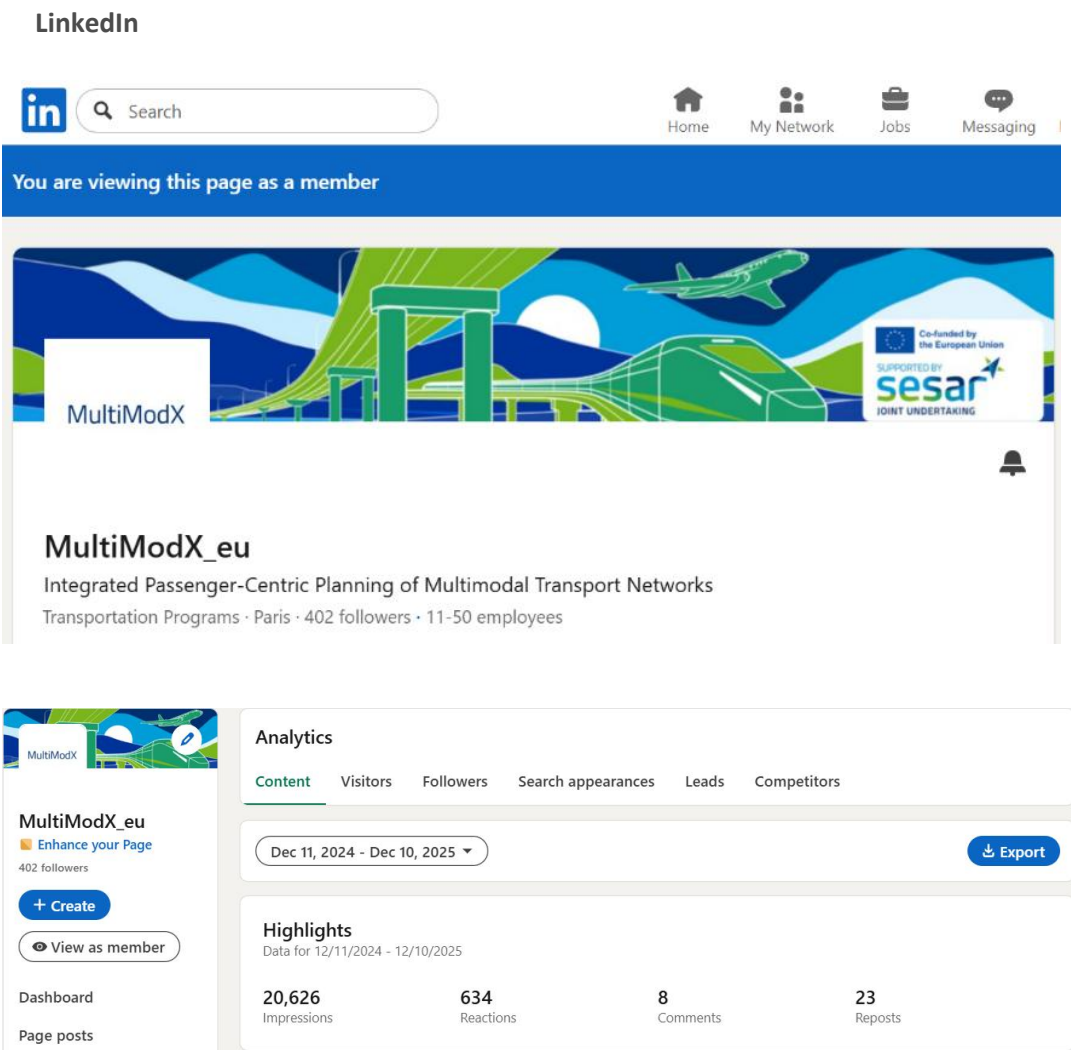 LinkedIn
in Search Home My Network Jobs Messaging
You are viewing this page as a member
Co-funded by
the European Union
SUPPORTED BY
sesar
JOINT UNDERTAKING
MultiModX
MultiModX_eu
Integrated Passenger-Centric Planning of Multimodal Transport Networks
Transportation Programs · Paris · 402 followers · 11-50 employees
MultiModX
MultiModX_eu
Enhance your Page
402 followers
+ Create
View as member
Dashboard
Page posts
Analytics
Content Visitors Followers Search appearances Leads Competitors
Dec 11, 2024 - Dec 10, 2025
Export
Highlights
Data for 12/11/2024 - 12/10/2025
20,626 634 8 23
Impressions Reactions Comments Reposts